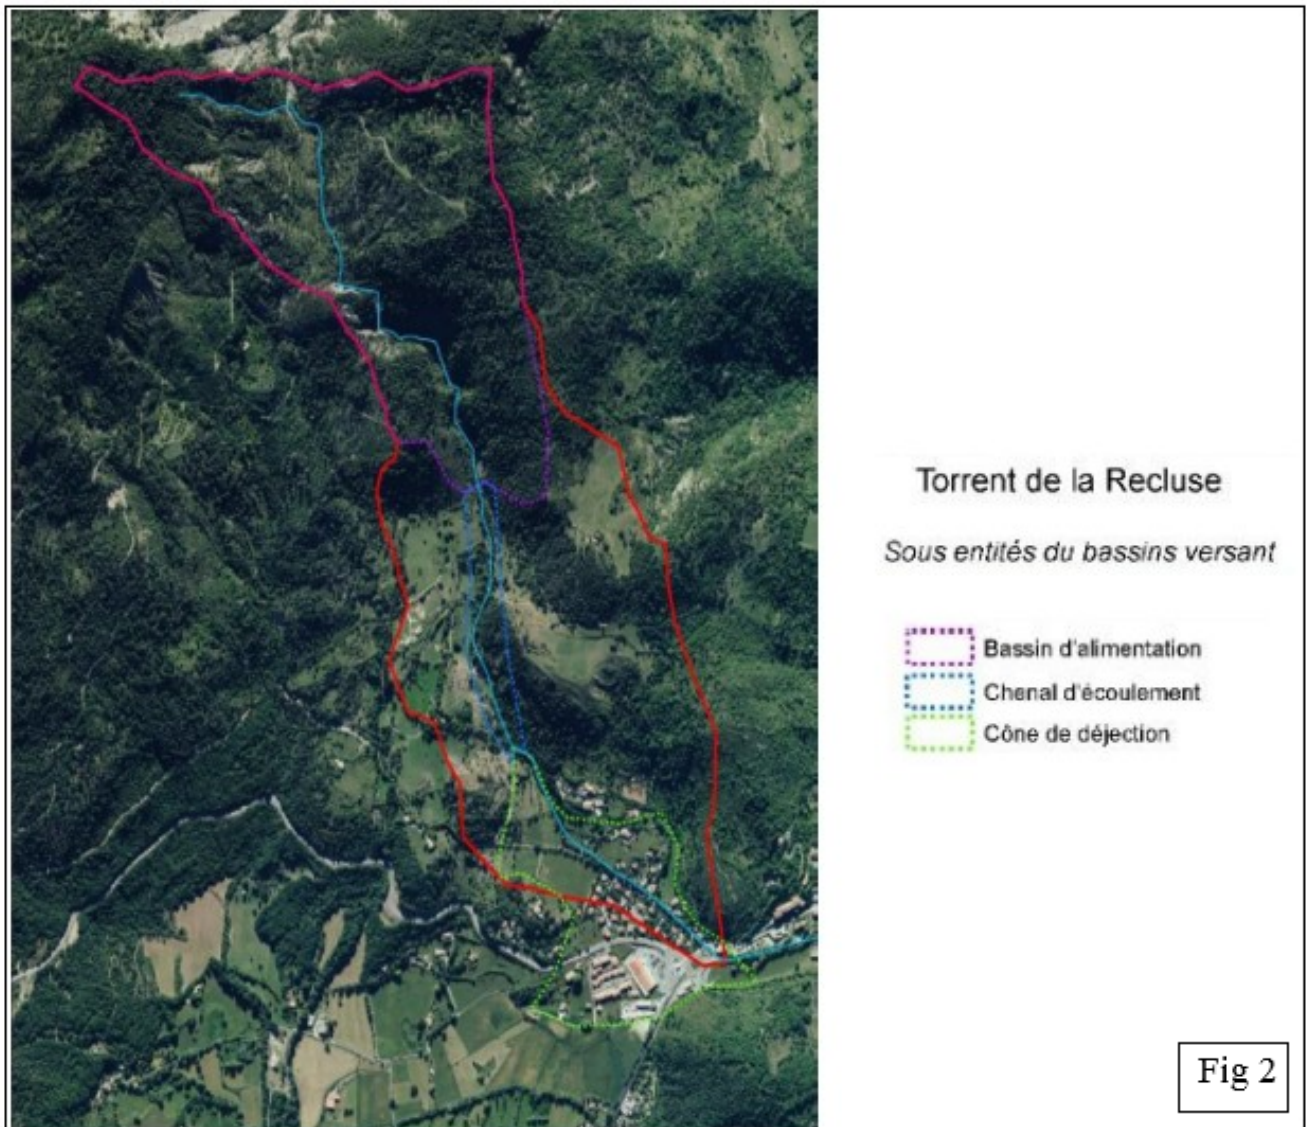 Torrent de la Recluse
Sous entités du bassins versant
Bassin d'alimentation
Chenal d'écoulement
Cône de déjection
Fig 2